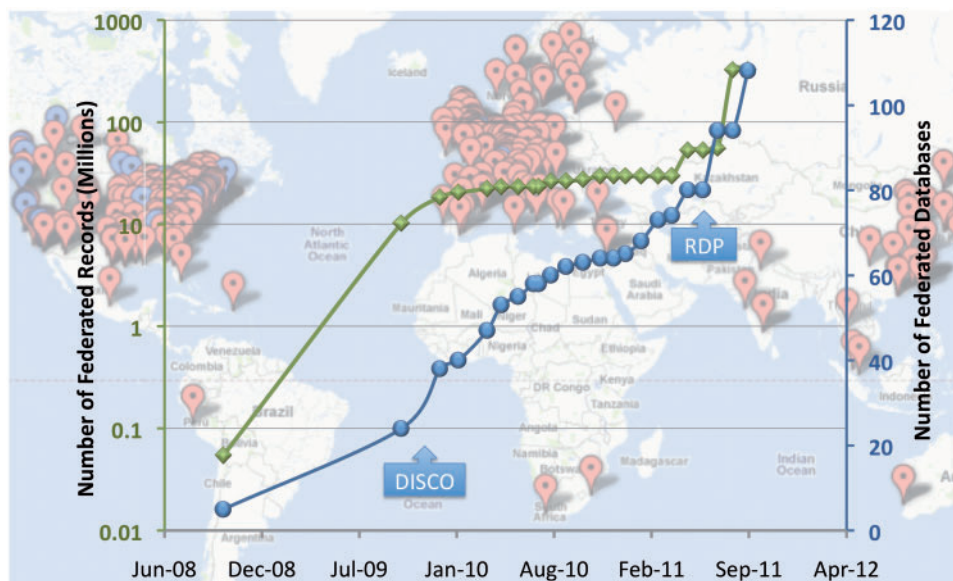 1000
100
10
1
0.1
0.01
Number of Federated Records (Millions)
120
100
80
60
40
20
0
Number of Federated Databases
Jun-08
Dec-08
Jul-09
Jan-10
Aug-10
Feb-11
Sep-11
Apr-12
DISCO
RDP
Iceland
Russia
Kazakhstan
North
Atlantic
Ocean
Algeria
Egypt
Saudi
Arabia
Pakistan
Mauritania
Mali
Niger
Chad
Sudan
Nigeria
Ethiopia
Venezuela
Colombia
DR Congo
Kenya
Tanzania
Brazil
Peru
Bolivia
Angola
Namibia
Botswana
Madagascar
Indian
Ocean
Chile
South
Africa
Ocean
Argentina